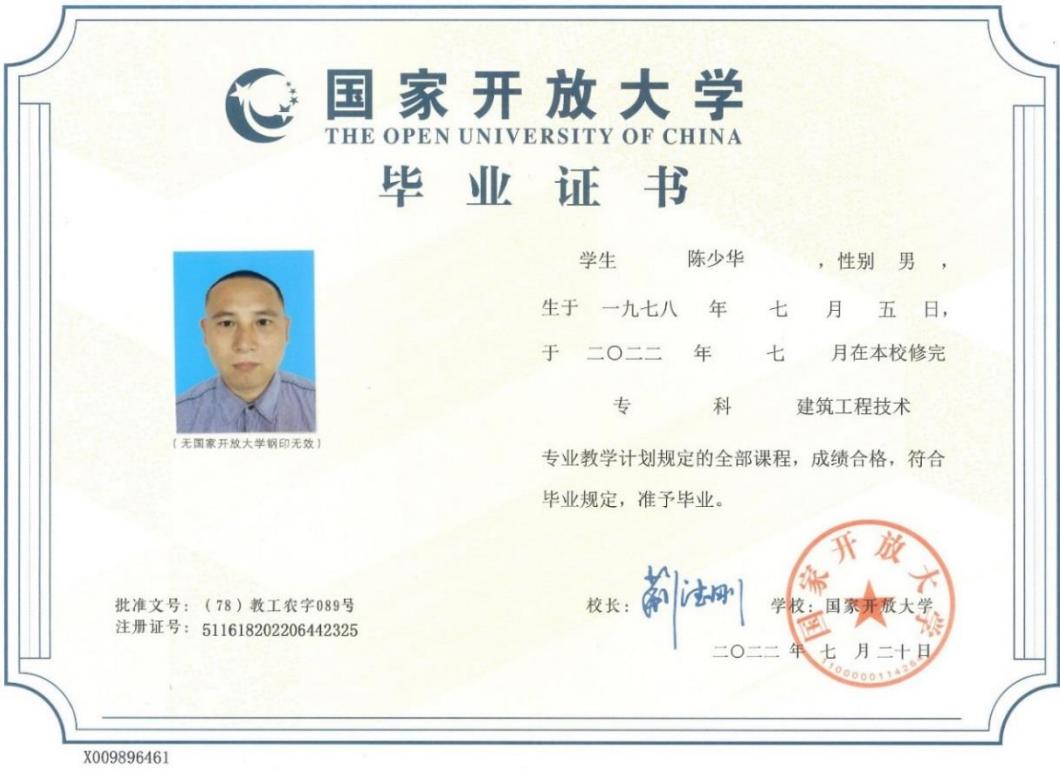 国家开放大学
THE OPEN UNIVERSITY OF CHINA
毕业证书
学生 陈少华 ，性别 男 ，
生于 一九七八 年 七 月 五 日，
于 二〇二二 年 七 月在本校修完
专 科 建筑工程技术
专业教学计划规定的全部课程，成绩合格，符合
毕业规定，准予毕业。
（无国家开放大学钢印无效）
批准文号：（78）教工农字089号
注册证号：511618202206442325
校长：荆德刚 学校：国家开放大学
二〇二二 年 七 月 二十 日
国家开放大学
X009896461